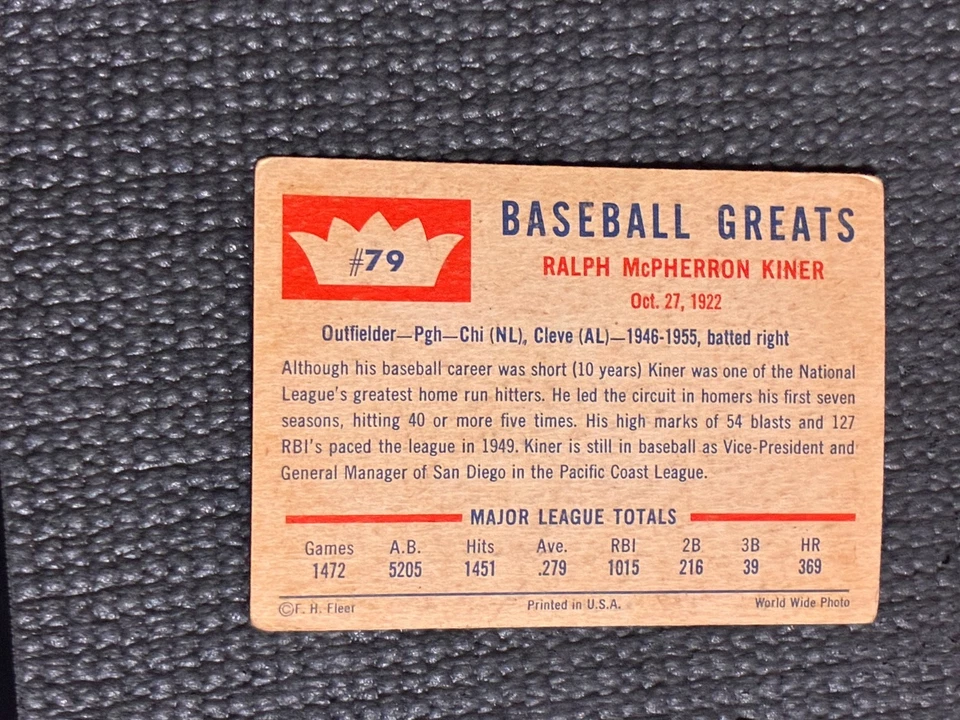 #79
BASEBALL GREATS
RALPH McPHERRON KINER
Oct. 27, 1922
Outfielder—Pgh—Chi (NL), Cleve (AL)—1946-1955, batted right
Although his baseball career was short (10 years) Kiner was one of the National
League's greatest home run hitters. He led the circuit in homers his first seven
seasons, hitting 40 or more five times. His high marks of 54 blasts and 127
RBI's paced the league in 1949. Kiner is still in baseball as Vice-President and
General Manager of San Diego in the Pacific Coast League.
MAJOR LEAGUE TOTALS
Games A.B. Hits Ave. RBI 2B 3B HR
1472 5205 1451 .279 1015 216 39 369
©F. H. Fleer Printed in U.S.A. World Wide Photo